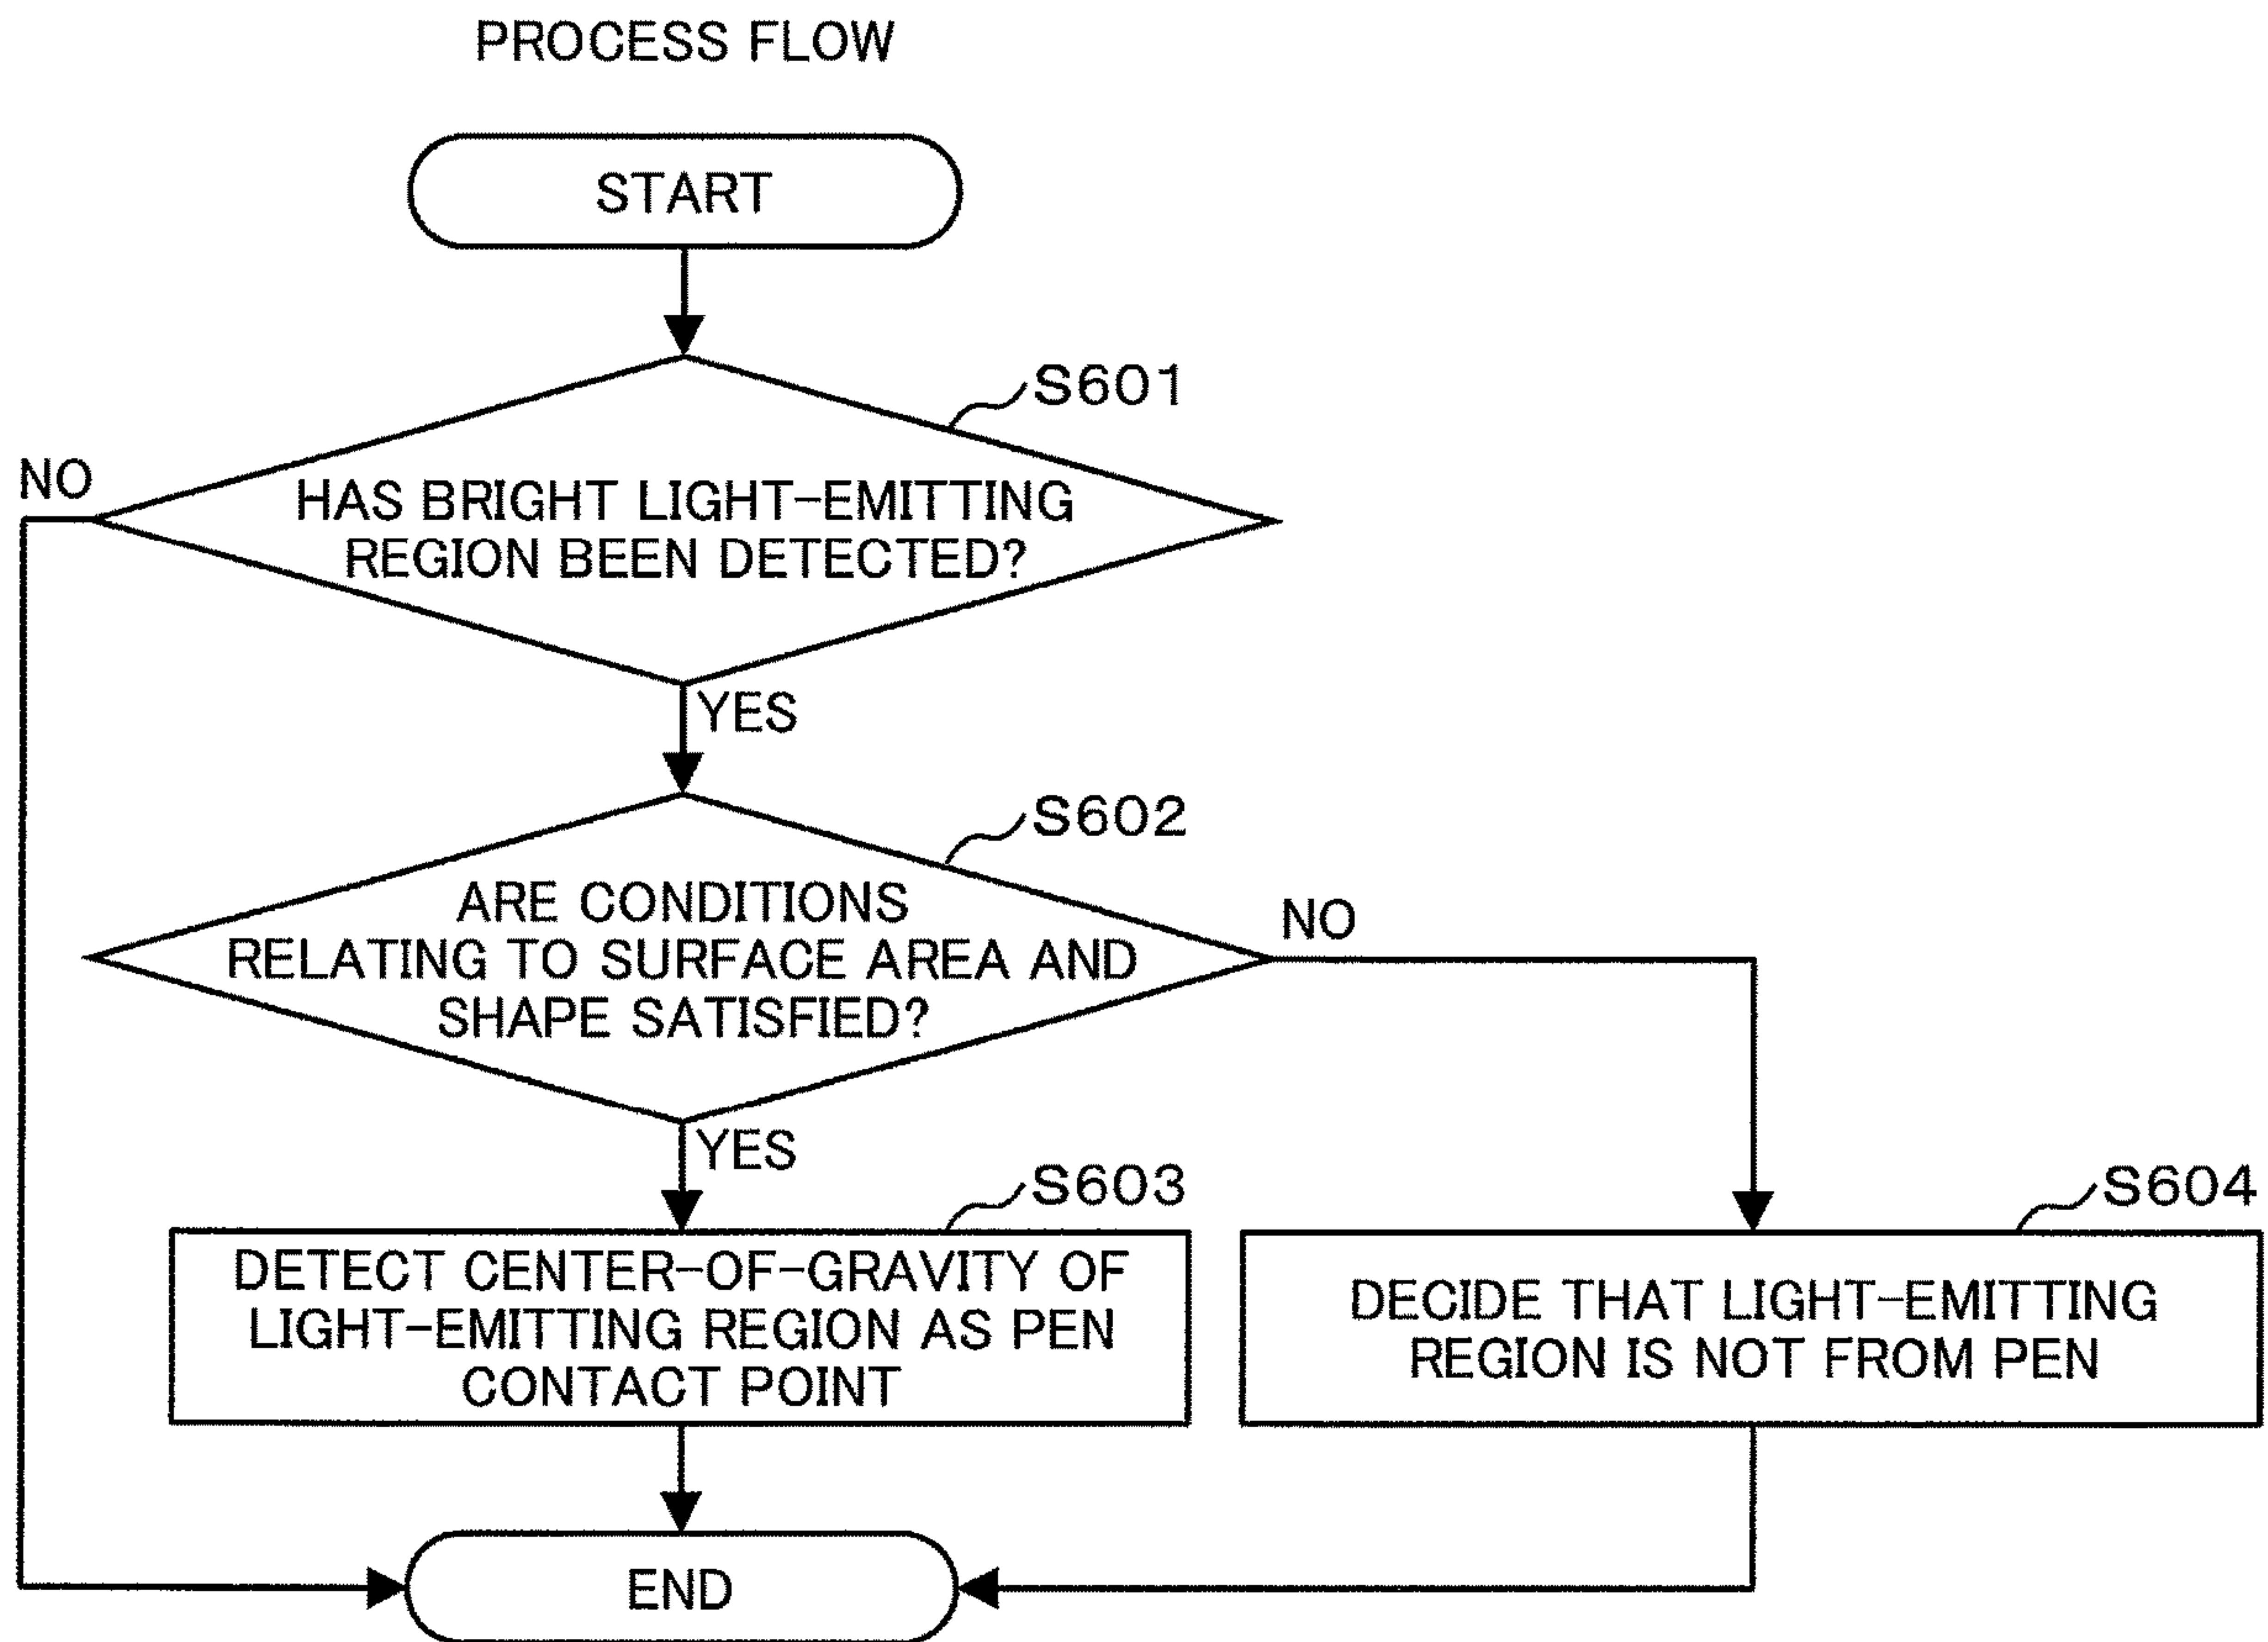 PROCESS FLOW
START
S601
NO
HAS BRIGHT LIGHT-EMITTING
REGION BEEN DETECTED?
YES
S602
ARE CONDITIONS
RELATING TO SURFACE AREA AND
SHAPE SATISFIED?
NO
YES
S603
DETECT CENTER-OF-GRAVITY OF
LIGHT-EMITTING REGION AS PEN
CONTACT POINT
S604
DECIDE THAT LIGHT-EMITTING
REGION IS NOT FROM PEN
END